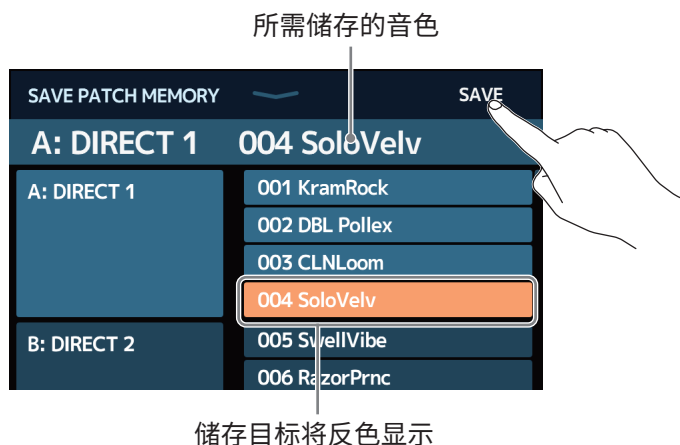 所需储存的音色
SAVE PATCH MEMORY SAVE
A: DIRECT 1 004 SoloVelv
A: DIRECT 1
001 KramRock
002 DBL Pollex
003 CLNLoom
004 SoloVelv
B: DIRECT 2
005 SwellVibe
006 RazorPrnc
储存目标将反色显示